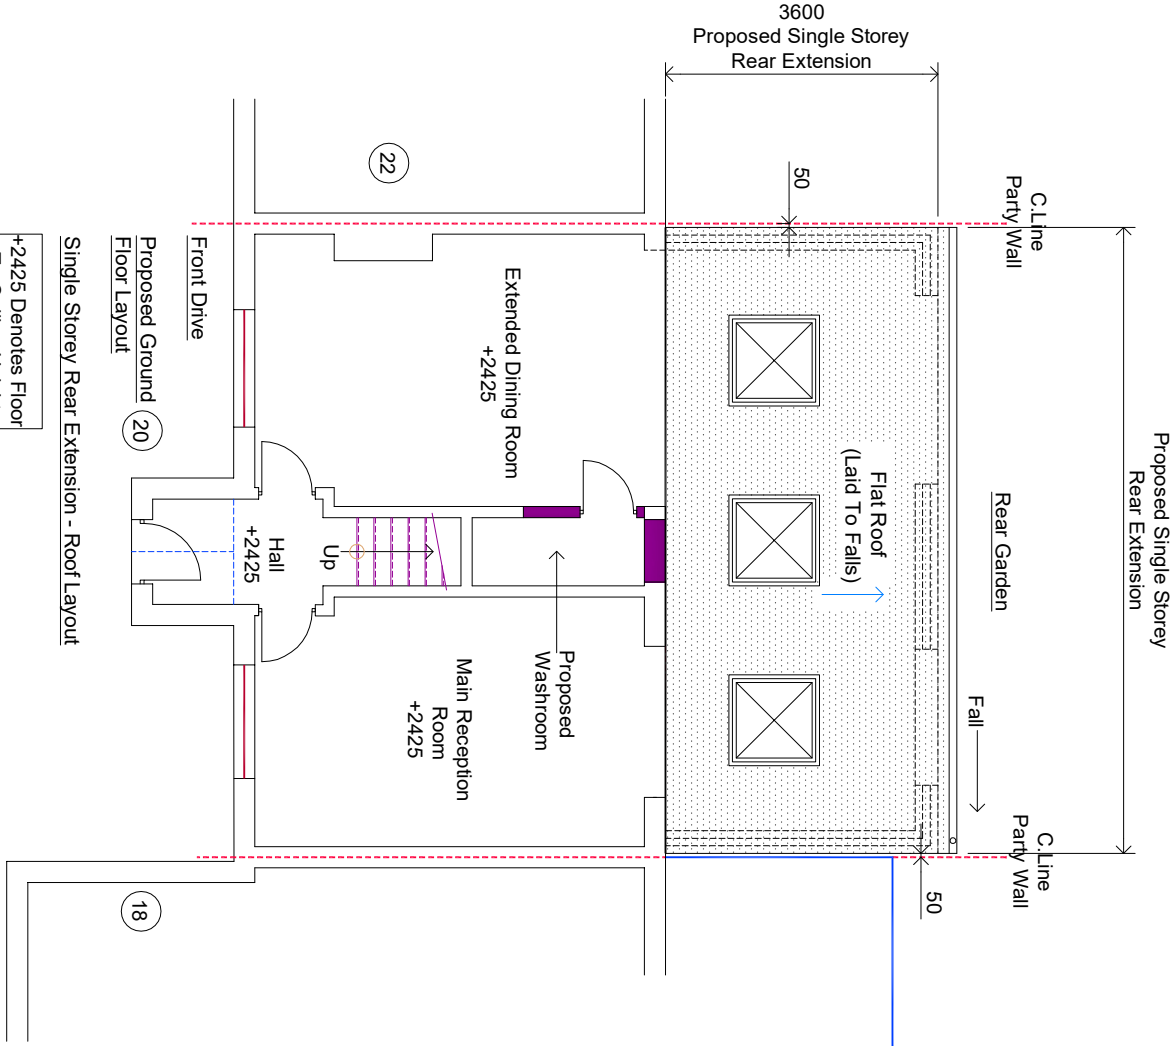 3600
Proposed Single Storey
Rear Extension
C.Line
Party Wall
50
22
Proposed Single Storey
Rear Extension
Rear Garden
Flat Roof
(Laid To Falls)
Fall
C.Line
Party Wall
50
Extended Dining Room
+2425
Proposed
Washroom
Main Reception
Room
+2425
Up
Hall
+2425
Front Drive
Proposed Ground
Floor Layout
20
18
Single Storey Rear Extension - Roof Layout
+2425 Denotes Floor